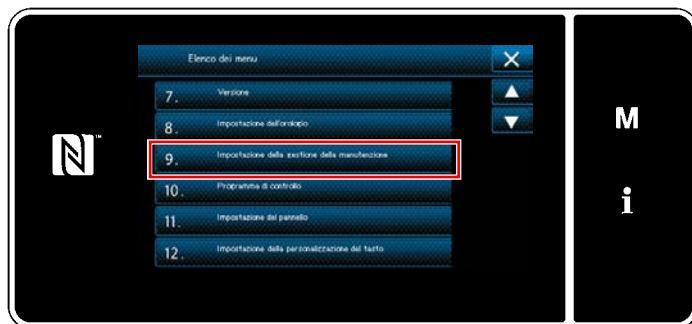 Elenco dei menu
7. Versione
8. Impostazione dell'orologio
9. Impostazione della gestione della manutenzione
10. Programma di controllo
11. Impostazione del pannello
12. Impostazione della personalizzazione del tasto
N
M
i